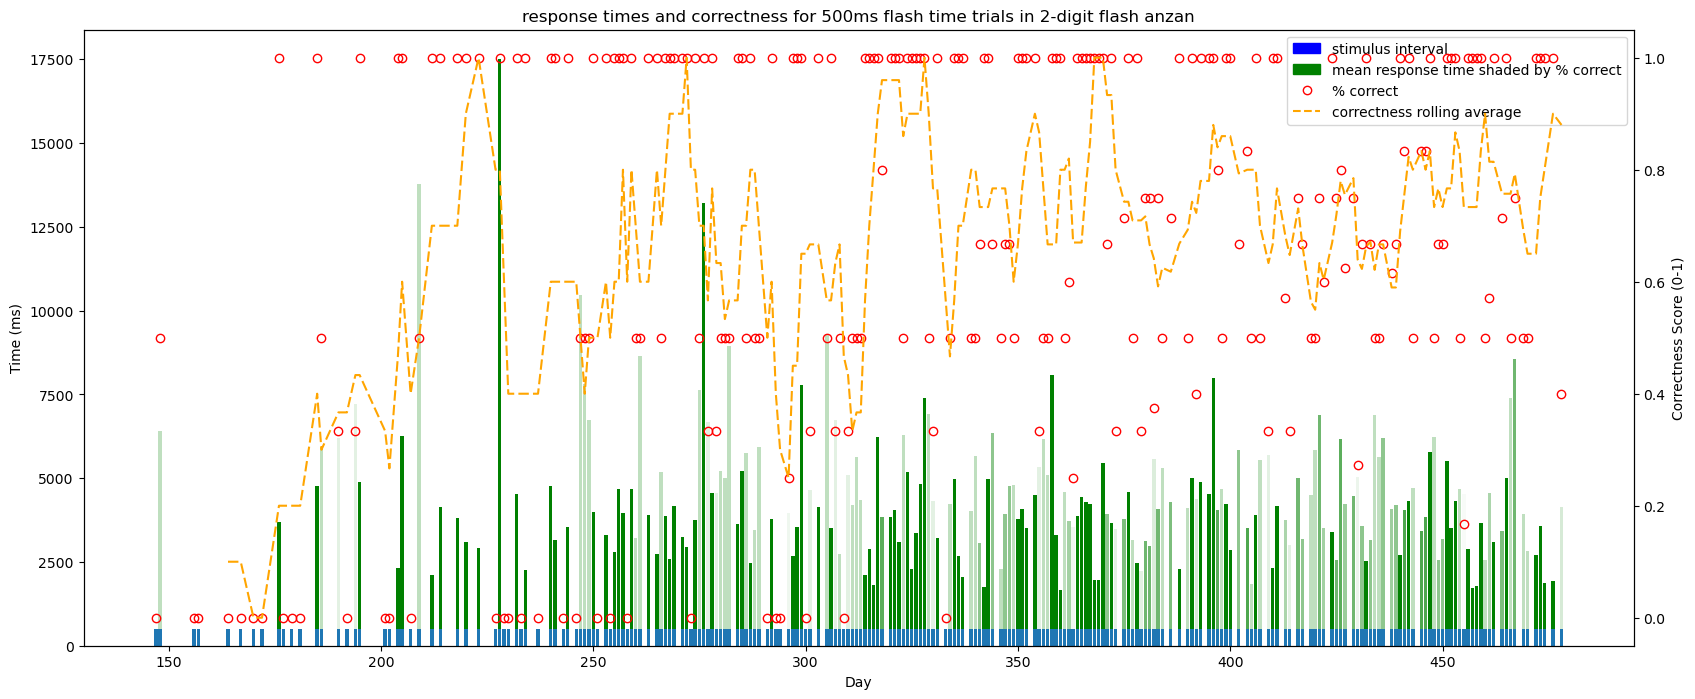 response times and correctness for 500ms flash time trials in 2-digit flash anzan
stimulus interval
mean response time shaded by % correct
% correct
correctness rolling average
Time (ms)
17500
15000
12500
10000
7500
5000
2500
0
1.0
0.8
0.6
0.4
0.2
0.0
Correctness Score (0-1)
150
200
250
300
350
400
450
Day